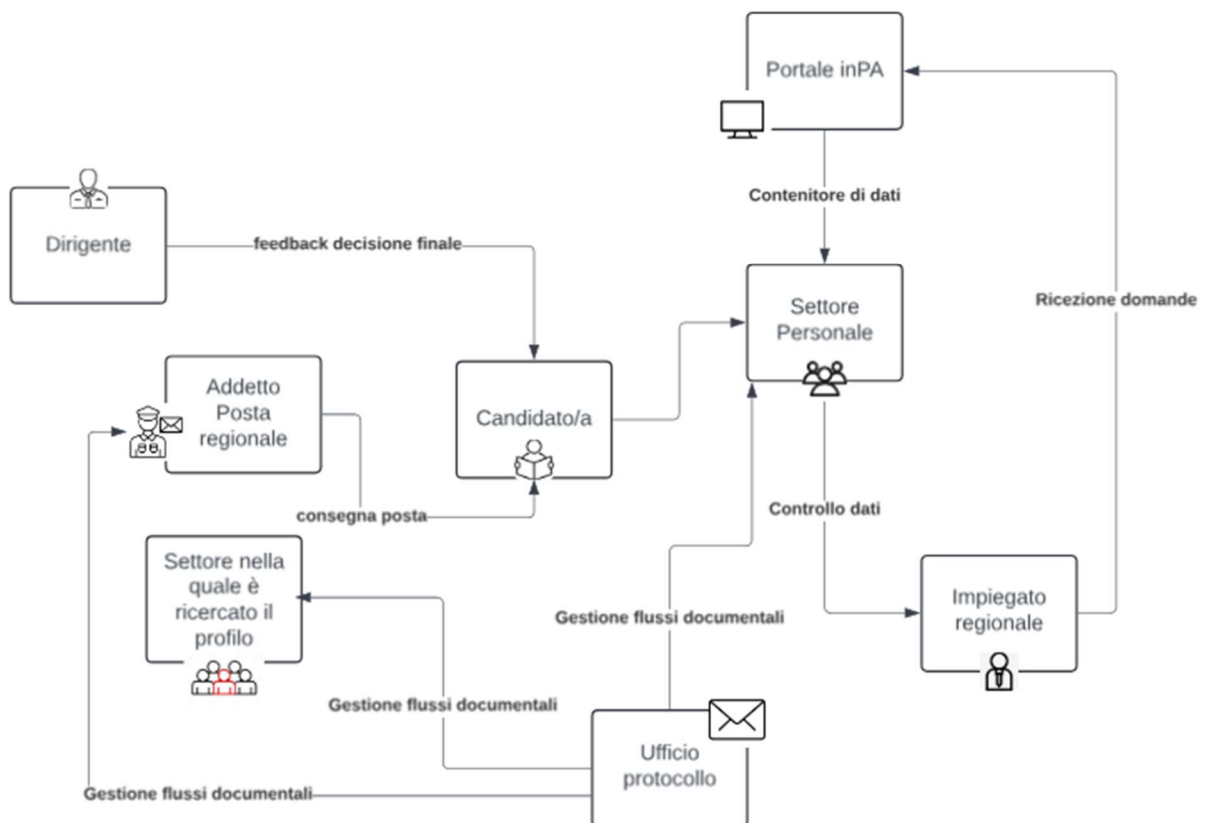 Portale inPA
Contenitore di dati
Dirigente
feedback decisione finale
Settore
Personale
Ricezione domande
Addetto
Posta
regionale
Candidato/a
consegna posta
Controllo dati
Settore nella
quale è
ricercato il
profilo
Impiegato
regionale
Gestione flussi documentali
Gestione flussi documentali
Ufficio
protocollo
Gestione flussi documentali